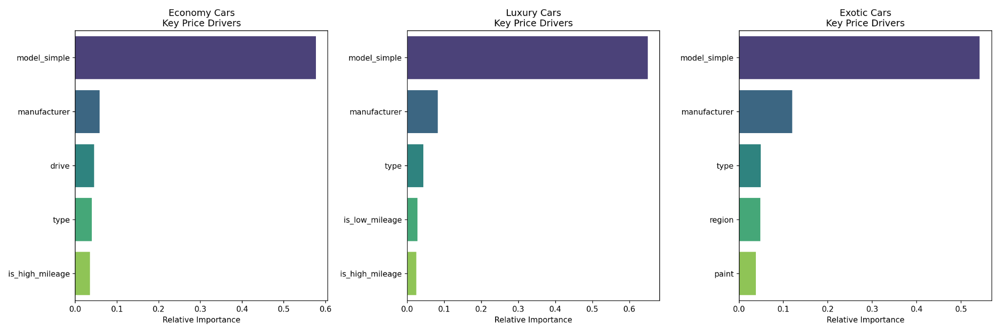 Economy Cars
Key Price Drivers
model_simple
manufacturer
drive
type
is_high_mileage
0.0 0.1 0.2 0.3 0.4 0.5 0.6
Relative Importance
Luxury Cars
Key Price Drivers
model_simple
manufacturer
type
is_low_mileage
is_high_mileage
0.0 0.1 0.2 0.3 0.4 0.5 0.6
Relative Importance
Exotic Cars
Key Price Drivers
model_simple
manufacturer
type
region
paint
0.0 0.1 0.2 0.3 0.4 0.5
Relative Importance